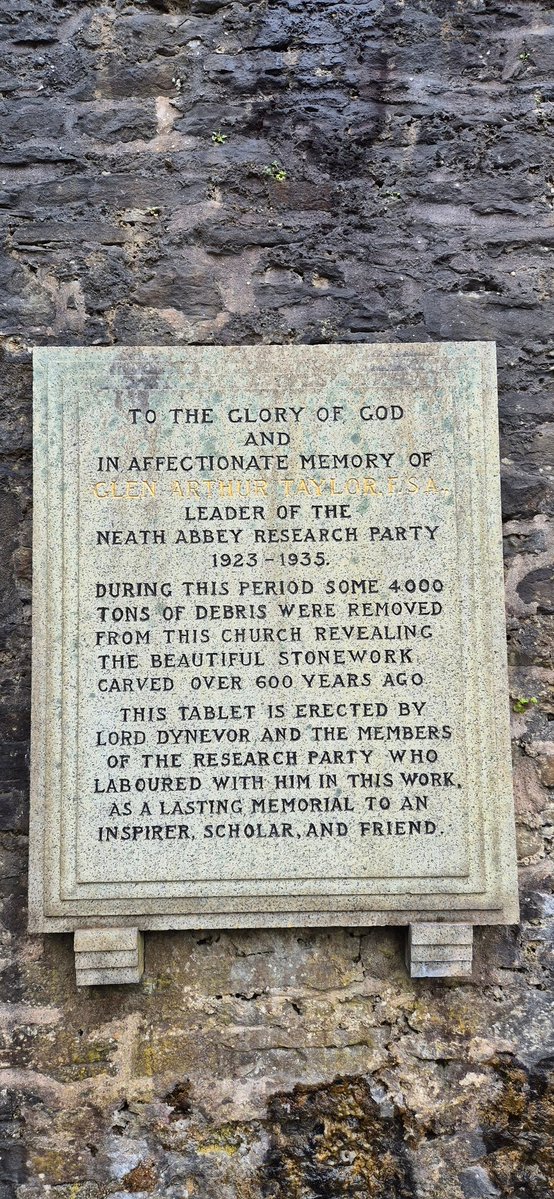 TO THE GLORY OF GOD
AND
IN AFFECTIONATE MEMORY OF
GLEN ARTHUR TAYLOR, F.S.A.,
LEADER OF THE
NEATH ABBEY RESEARCH PARTY
1923-1935.
DURING THIS PERIOD SOME 4000
TONS OF DEBRIS WERE REMOVED
FROM THIS CHURCH REVEALING
THE BEAUTIFUL STONEWORK
CARVED OVER 600 YEARS AGO
THIS TABLET IS ERECTED BY
LORD DYNEVOR AND THE MEMBERS
OF THE RESEARCH PARTY WHO
LABOURED WITH HIM IN THIS WORK,
AS A LASTING MEMORIAL TO AN
INSPIRER, SCHOLAR, AND FRIEND.